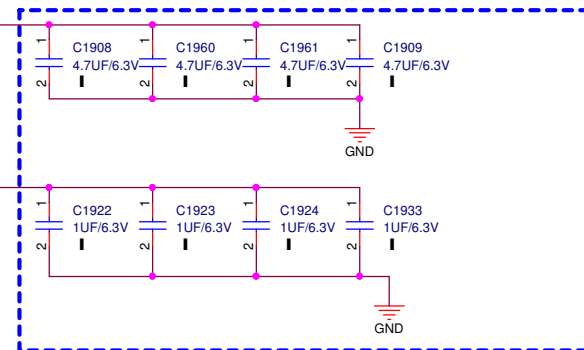 1
C1908
4.7UF/6.3V
2
1
C1960
4.7UF/6.3V
2
1
C1961
4.7UF/6.3V
2
1
C1909
4.7UF/6.3V
2
GND
1
C1922
1UF/6.3V
2
1
C1923
1UF/6.3V
2
1
C1924
1UF/6.3V
2
1
C1933
1UF/6.3V
2
GND